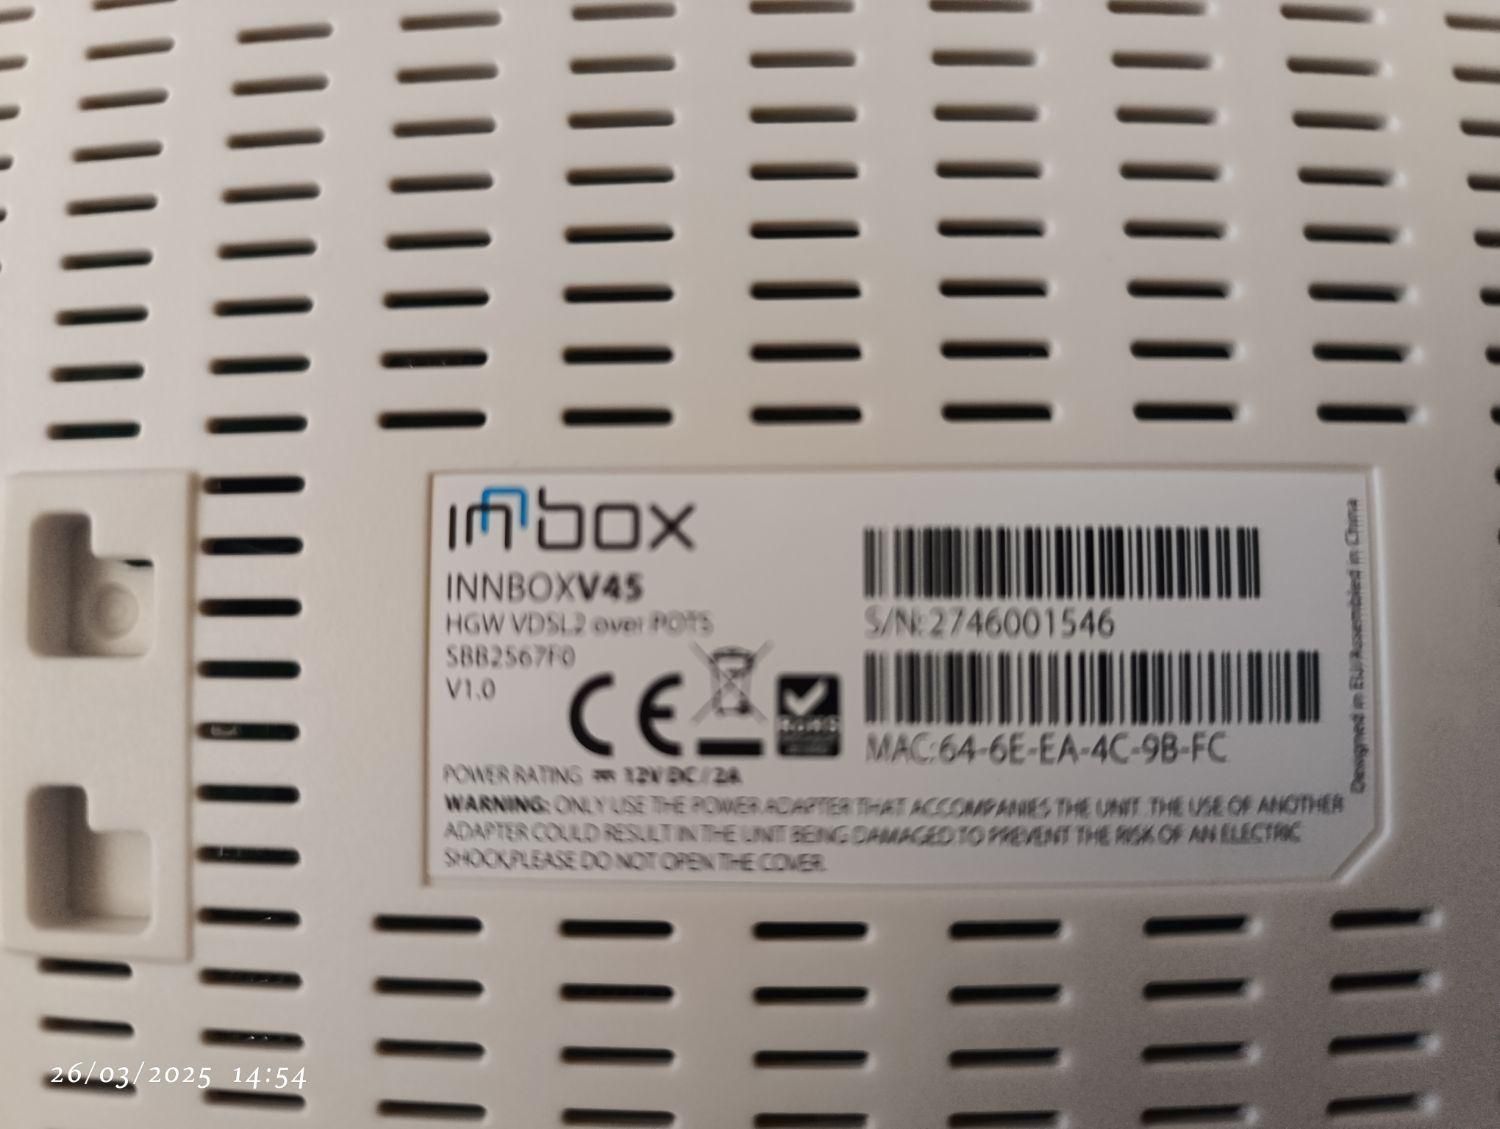 innbox
INNBOXV45
HGW VDSL2 over POTS
SBB2567F0
V1.0
CE
RoHS
POWER RATING 12V DC / 2A
WARNING: ONLY USE THE POWER ADAPTER THAT ACCOMPANIES THE UNIT. THE USE OF ANOTHER
ADAPTER COULD RESULT IN THE UNIT BEING DAMAGED.TO PREVENT THE RISK OF AN ELECTRIC
SHOCK,PLEASE DO NOT OPEN THE COVER.
S/N:2746001546
MAC:64-6E-EA-4C-9B-FC
Designed in EU/Assembled in China
26/03/2025 14:54